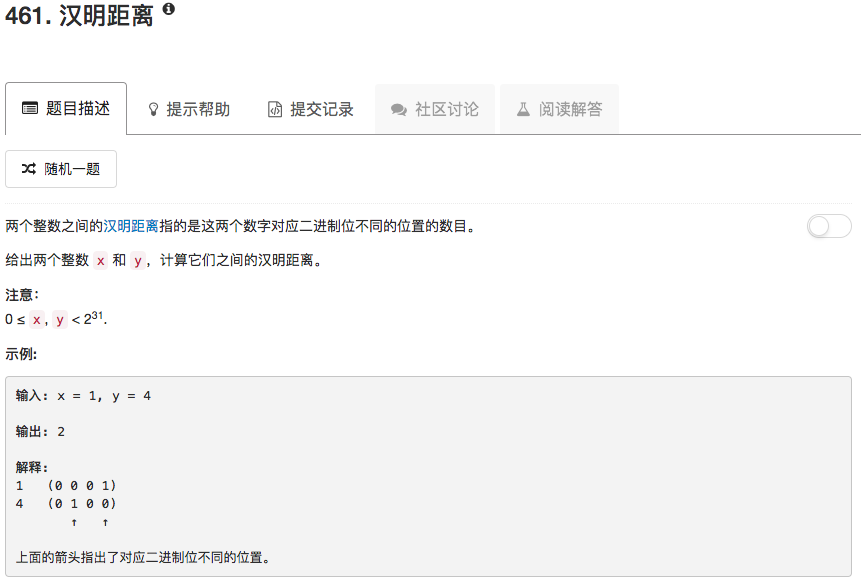 461. 汉明距离
题目描述 提示帮助 提交记录 社区讨论 阅读解答
随机一题
两个整数之间的汉明距离指的是这两个数字对应二进制位不同的位置的数目。
给出两个整数 x 和 y，计算它们之间的汉明距离。
注意：
0 ≤ x, y < 2³¹.
示例:
输入: x = 1, y = 4
输出: 2
解释:
1   (0 0 0 1)
4   (0 1 0 0)
       ↑   ↑
上面的箭头指出了对应二进制位不同的位置。